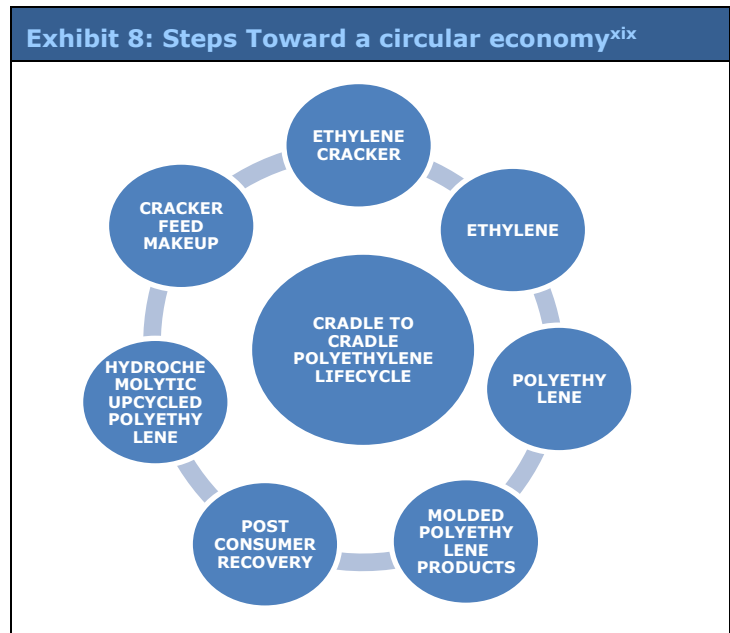 Exhibit 8: Steps Toward a circular economyxix
ETHYLENE
CRACKER
ETHYLENE
POLYETHY
LENE
MOLDED
POLYETHY
LENE
PRODUCTS
POST
CONSUMER
RECOVERY
HYDROCHE
MOLYTIC
UPCYCLED
POLYETHY
LENE
CRACKER
FEED
MAKEUP
CRADLE TO
CRADLE
POLYETHYLENE
LIFECYCLE